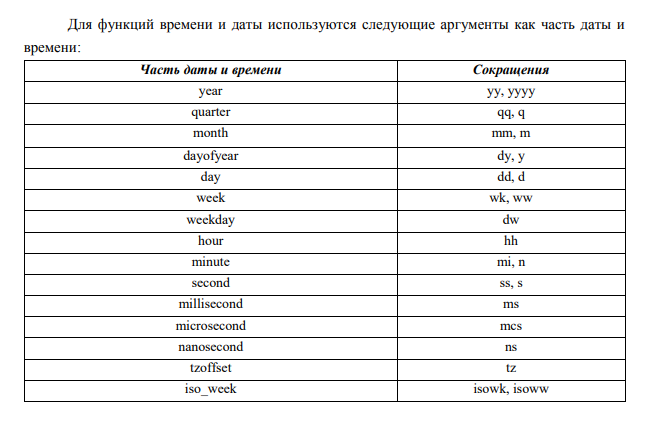 Для функций времени и даты используются следующие аргументы как часть даты и
времени:
Часть даты и времени Сокращения
year yy, yyyy
quarter qq, q
month mm, m
dayofyear dy, y
day dd, d
week wk, ww
weekday dw
hour hh
minute mi, n
second ss, s
millisecond ms
microsecond mcs
nanosecond ns
tzoffset tz
iso_week isowk, isoww